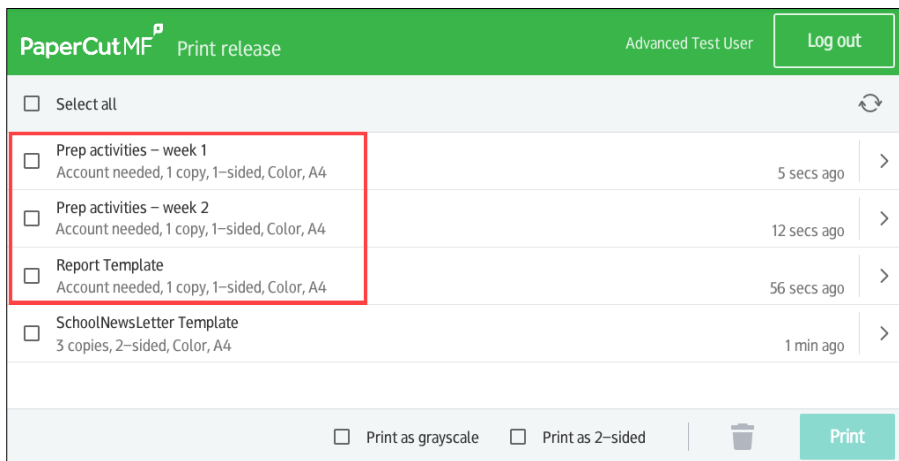 PaperCut MF Print release Advanced Test User Log out
Select all
Prep activities – week 1
Account needed, 1 copy, 1–sided, Color, A4 5 secs ago
Prep activities – week 2
Account needed, 1 copy, 1–sided, Color, A4 12 secs ago
Report Template
Account needed, 1 copy, 1–sided, Color, A4 56 secs ago
SchoolNewsLetter Template
3 copies, 2–sided, Color, A4 1 min ago
Print as grayscale Print as 2–sided Print